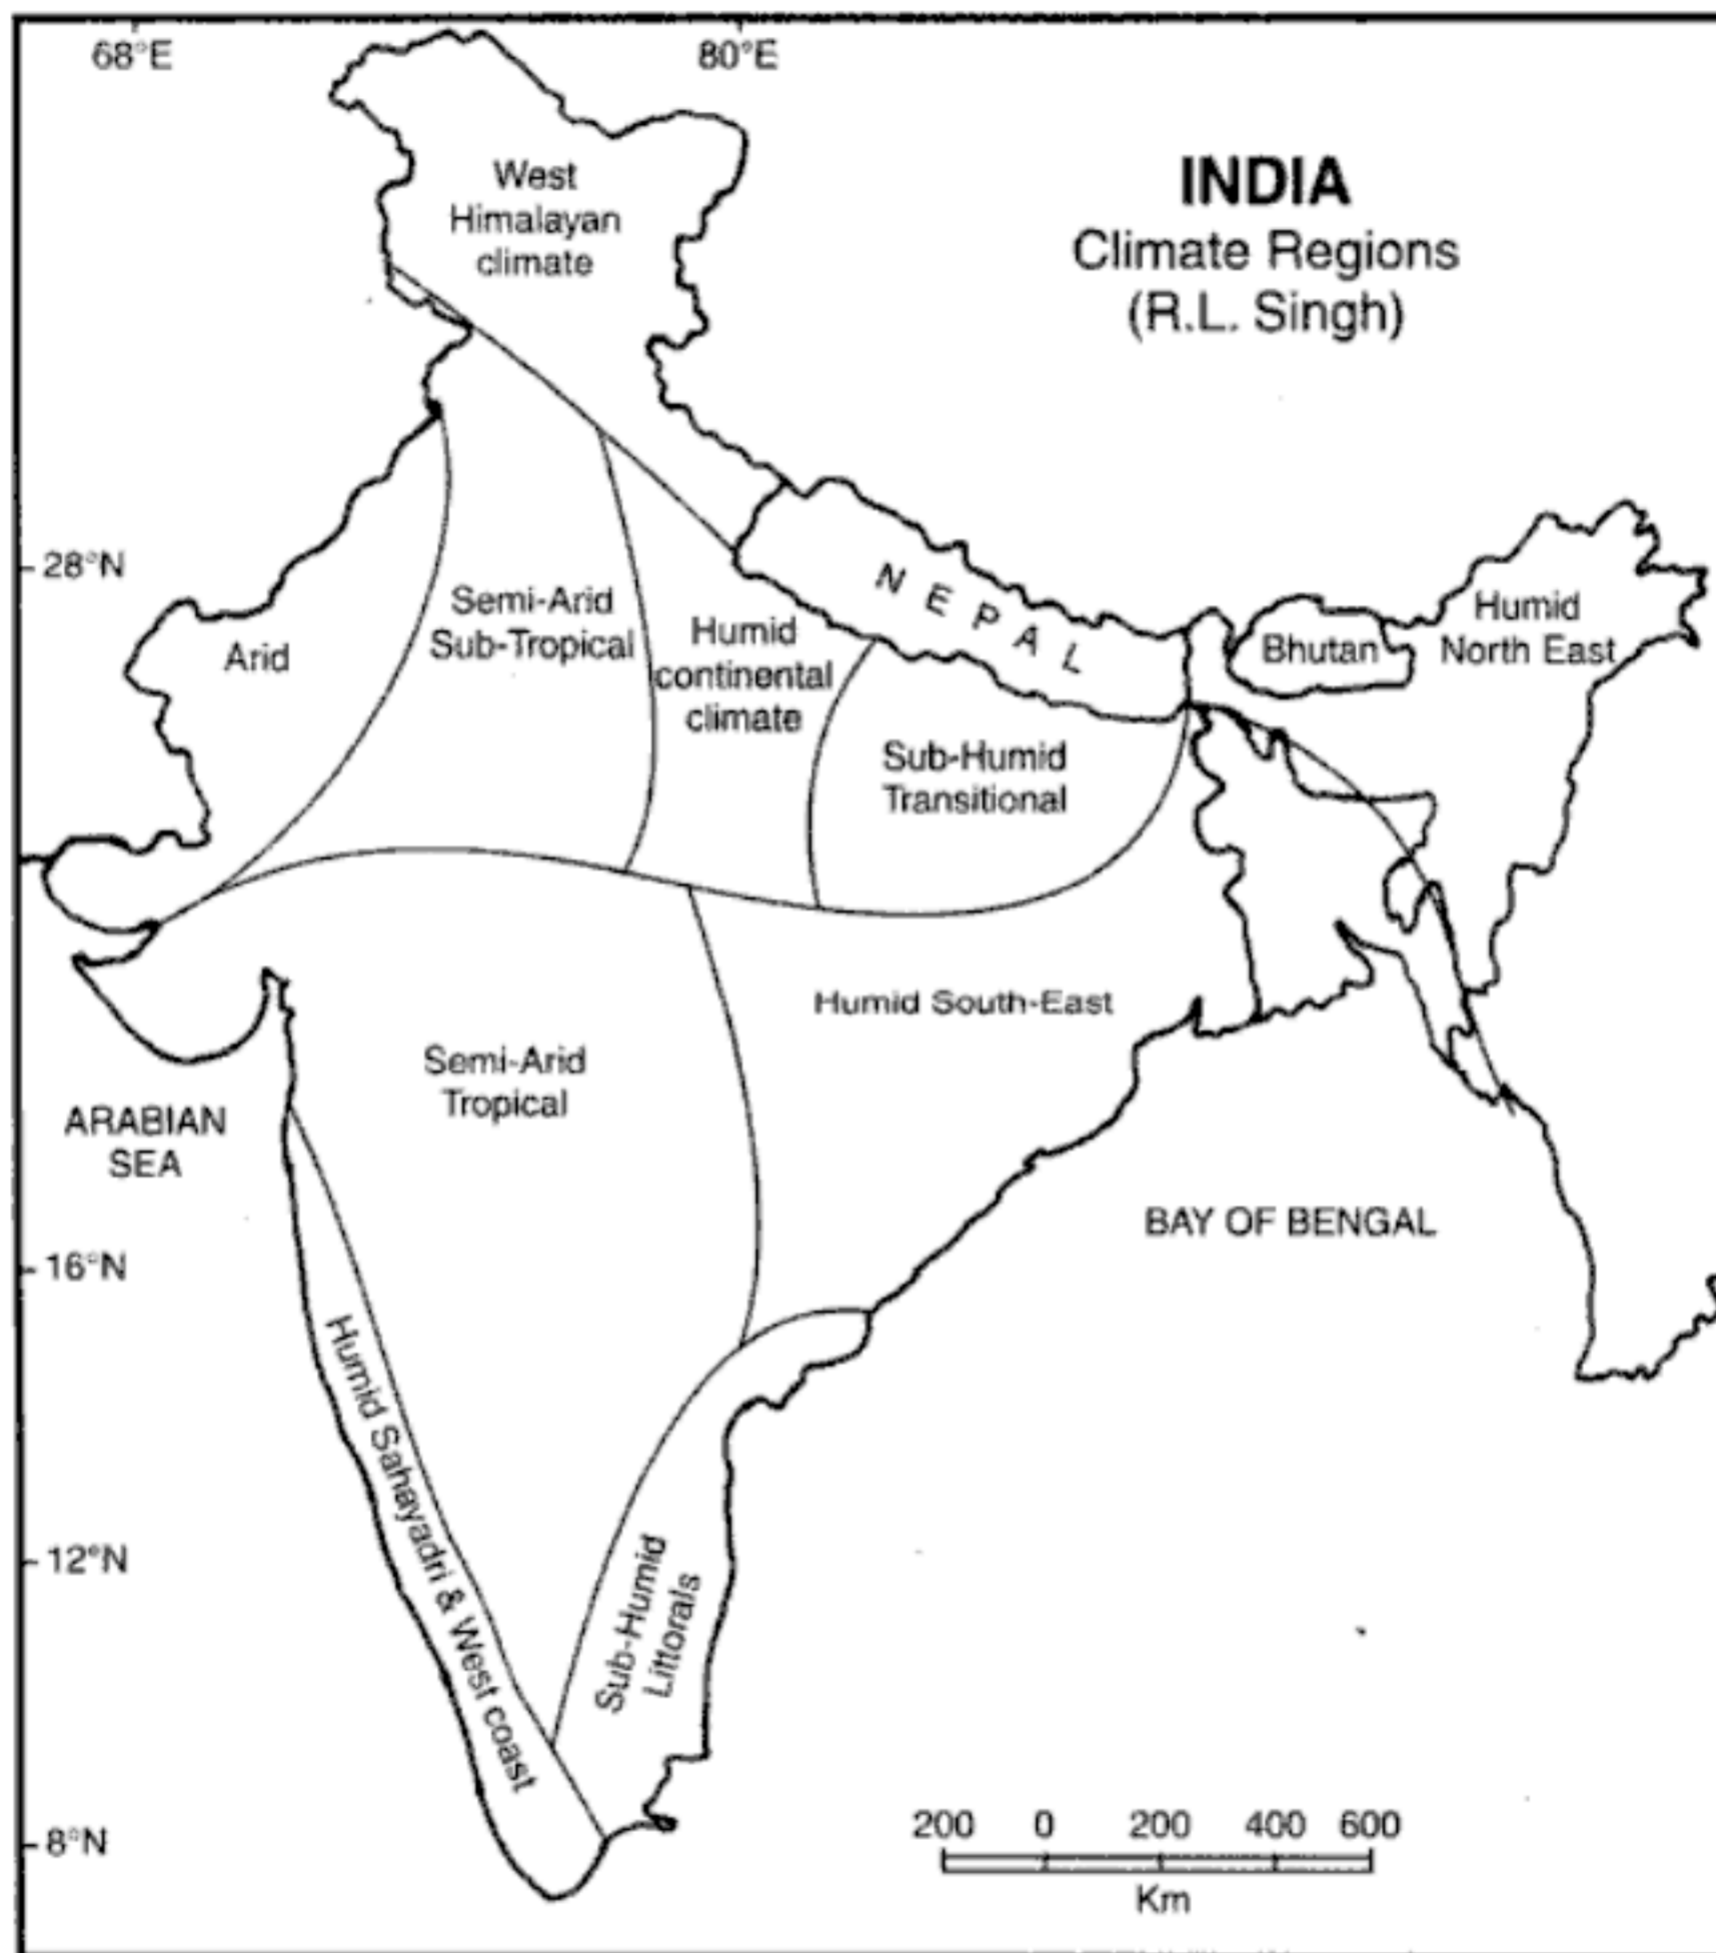 68°E
80°E
INDIA
Climate Regions
(R.L. Singh)
West
Himalayan
climate
28°N
NEPAL
Bhutan
Humid
North East
Arid
Semi-Arid
Sub-Tropical
Humid
continental
climate
Sub-Humid
Transitional
Humid South-East
Semi-Arid
Tropical
ARABIAN
SEA
BAY OF BENGAL
16°N
Humid Sahayadri & West coast
Sub-Humid
Littorals
12°N
8°N
200 0 200 400 600
Km